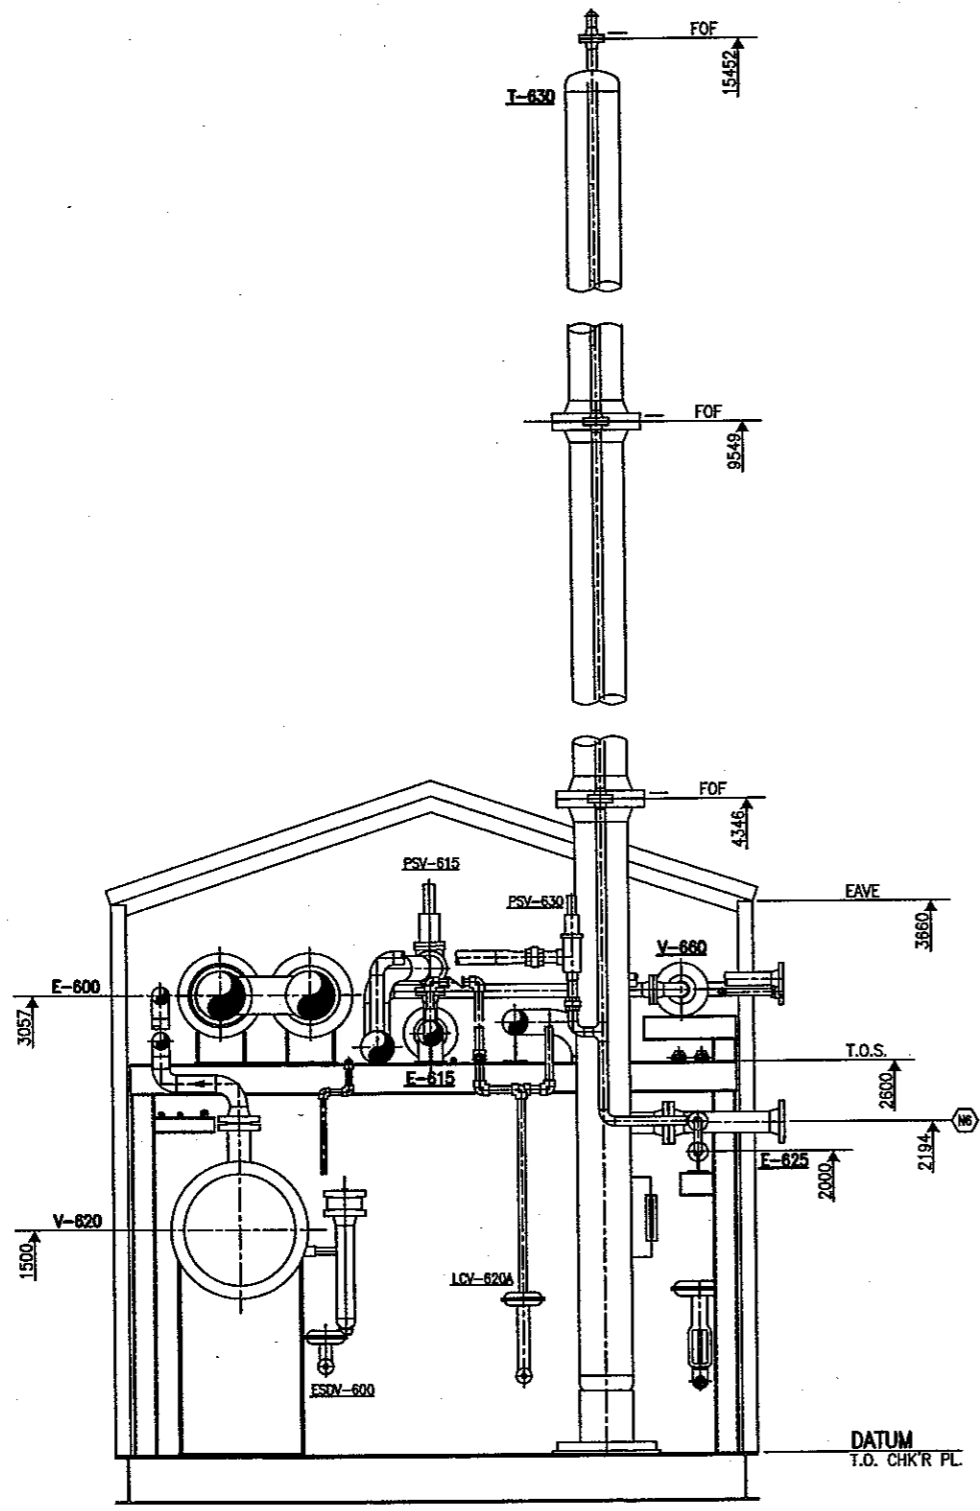 FOF
15452
T-630
FOF
9549
FOF
4346
PSV-615
PSV-630
EAVE
3660
V-660
E-600
3057
E-615
T.O.S.
2600
N6
2194
E-625
2000
V-620
1500
LCV-620A
ESDV-600
DATUM
T.O. CHK'R PL.